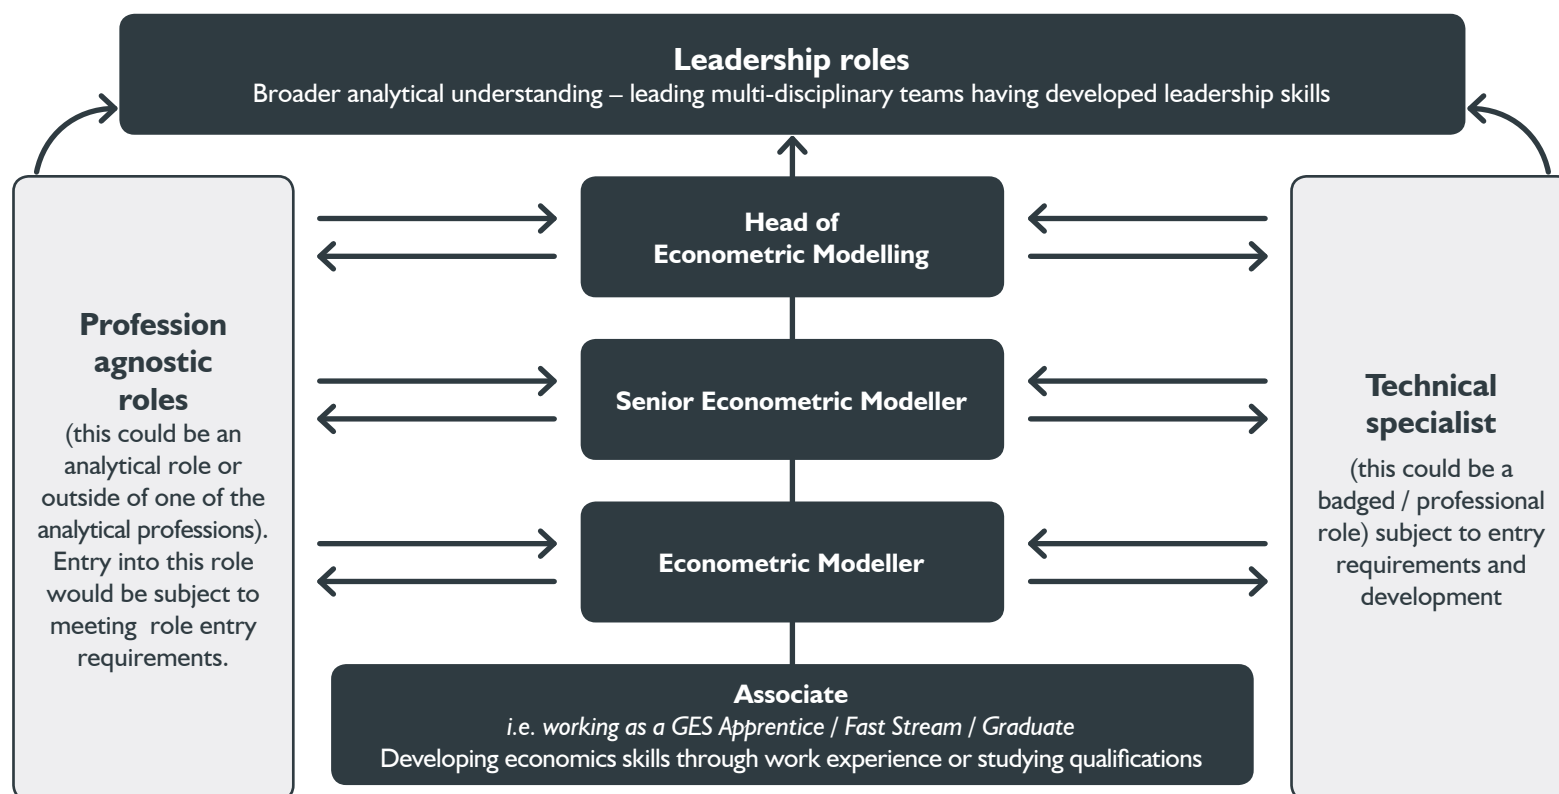 Leadership roles
Broader analytical understanding – leading multi-disciplinary teams having developed leadership skills
Profession
agnostic
roles
(this could be an
analytical role or
outside of one of the
analytical professions).
Entry into this role
would be subject to
meeting  role entry
requirements.
Head of
Econometric Modelling
Senior Econometric Modeller
Econometric Modeller
Associate
i.e. working as a GES Apprentice / Fast Stream / Graduate
Developing economics skills through work experience or studying qualifications
Technical
specialist
(this could be a
badged / professional
role) subject to entry
requirements and
development